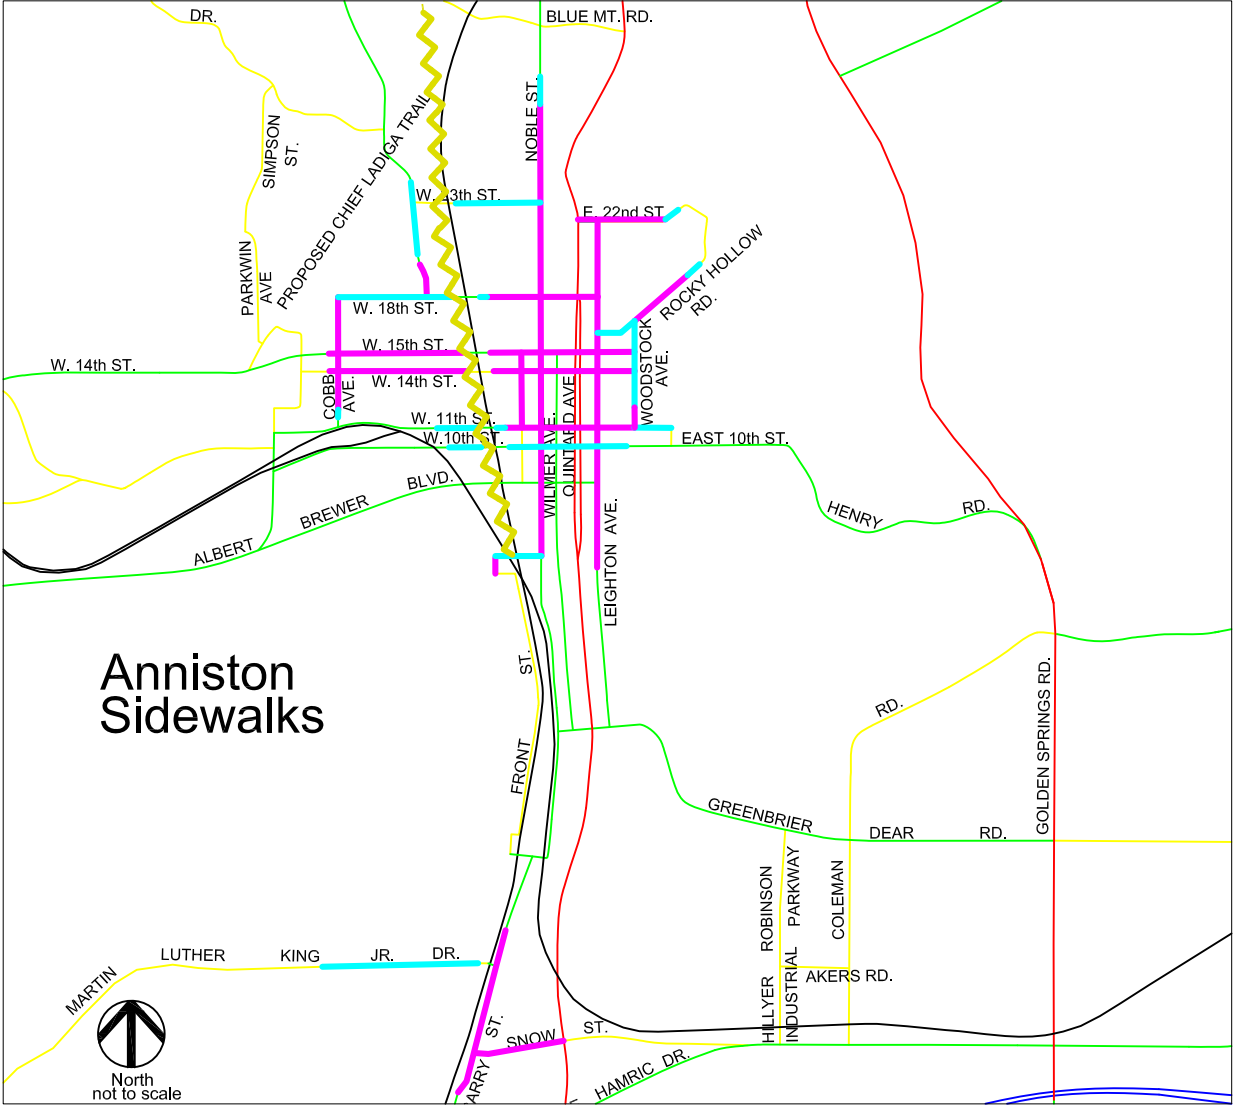 DR.
BLUE MT. RD.
NOBLE ST.
SIMPSON
ST.
PROPOSED CHIEF LADIGA TRAIL
W. 23th ST.
E. 22nd ST
PARKWIN
AVE
ROCKY HOLLOW
RD.
W. 18th ST.
W. 15th ST.
W. 14th ST.
W. 14th ST.
COBB
AVE.
WOODSTOCK
AVE.
QUINTARD AVE
W. 11th ST.
W.10th ST.
EAST 10th ST.
WILMER AVE.
BLVD.
BREWER
ALBERT
HENRY
RD.
LEIGHTON AVE.
Anniston
Sidewalks
ST.
FRONT
RD.
GOLDEN SPRINGS RD.
GREENBRIER
DEAR
RD.
HILLYER ROBINSON
INDUSTRIAL PARKWAY
COLEMAN
AKERS RD.
MARTIN
LUTHER
KING
JR.
DR.
ST.
SNOW
ST.
HAMRIC DR.
North
not to scale